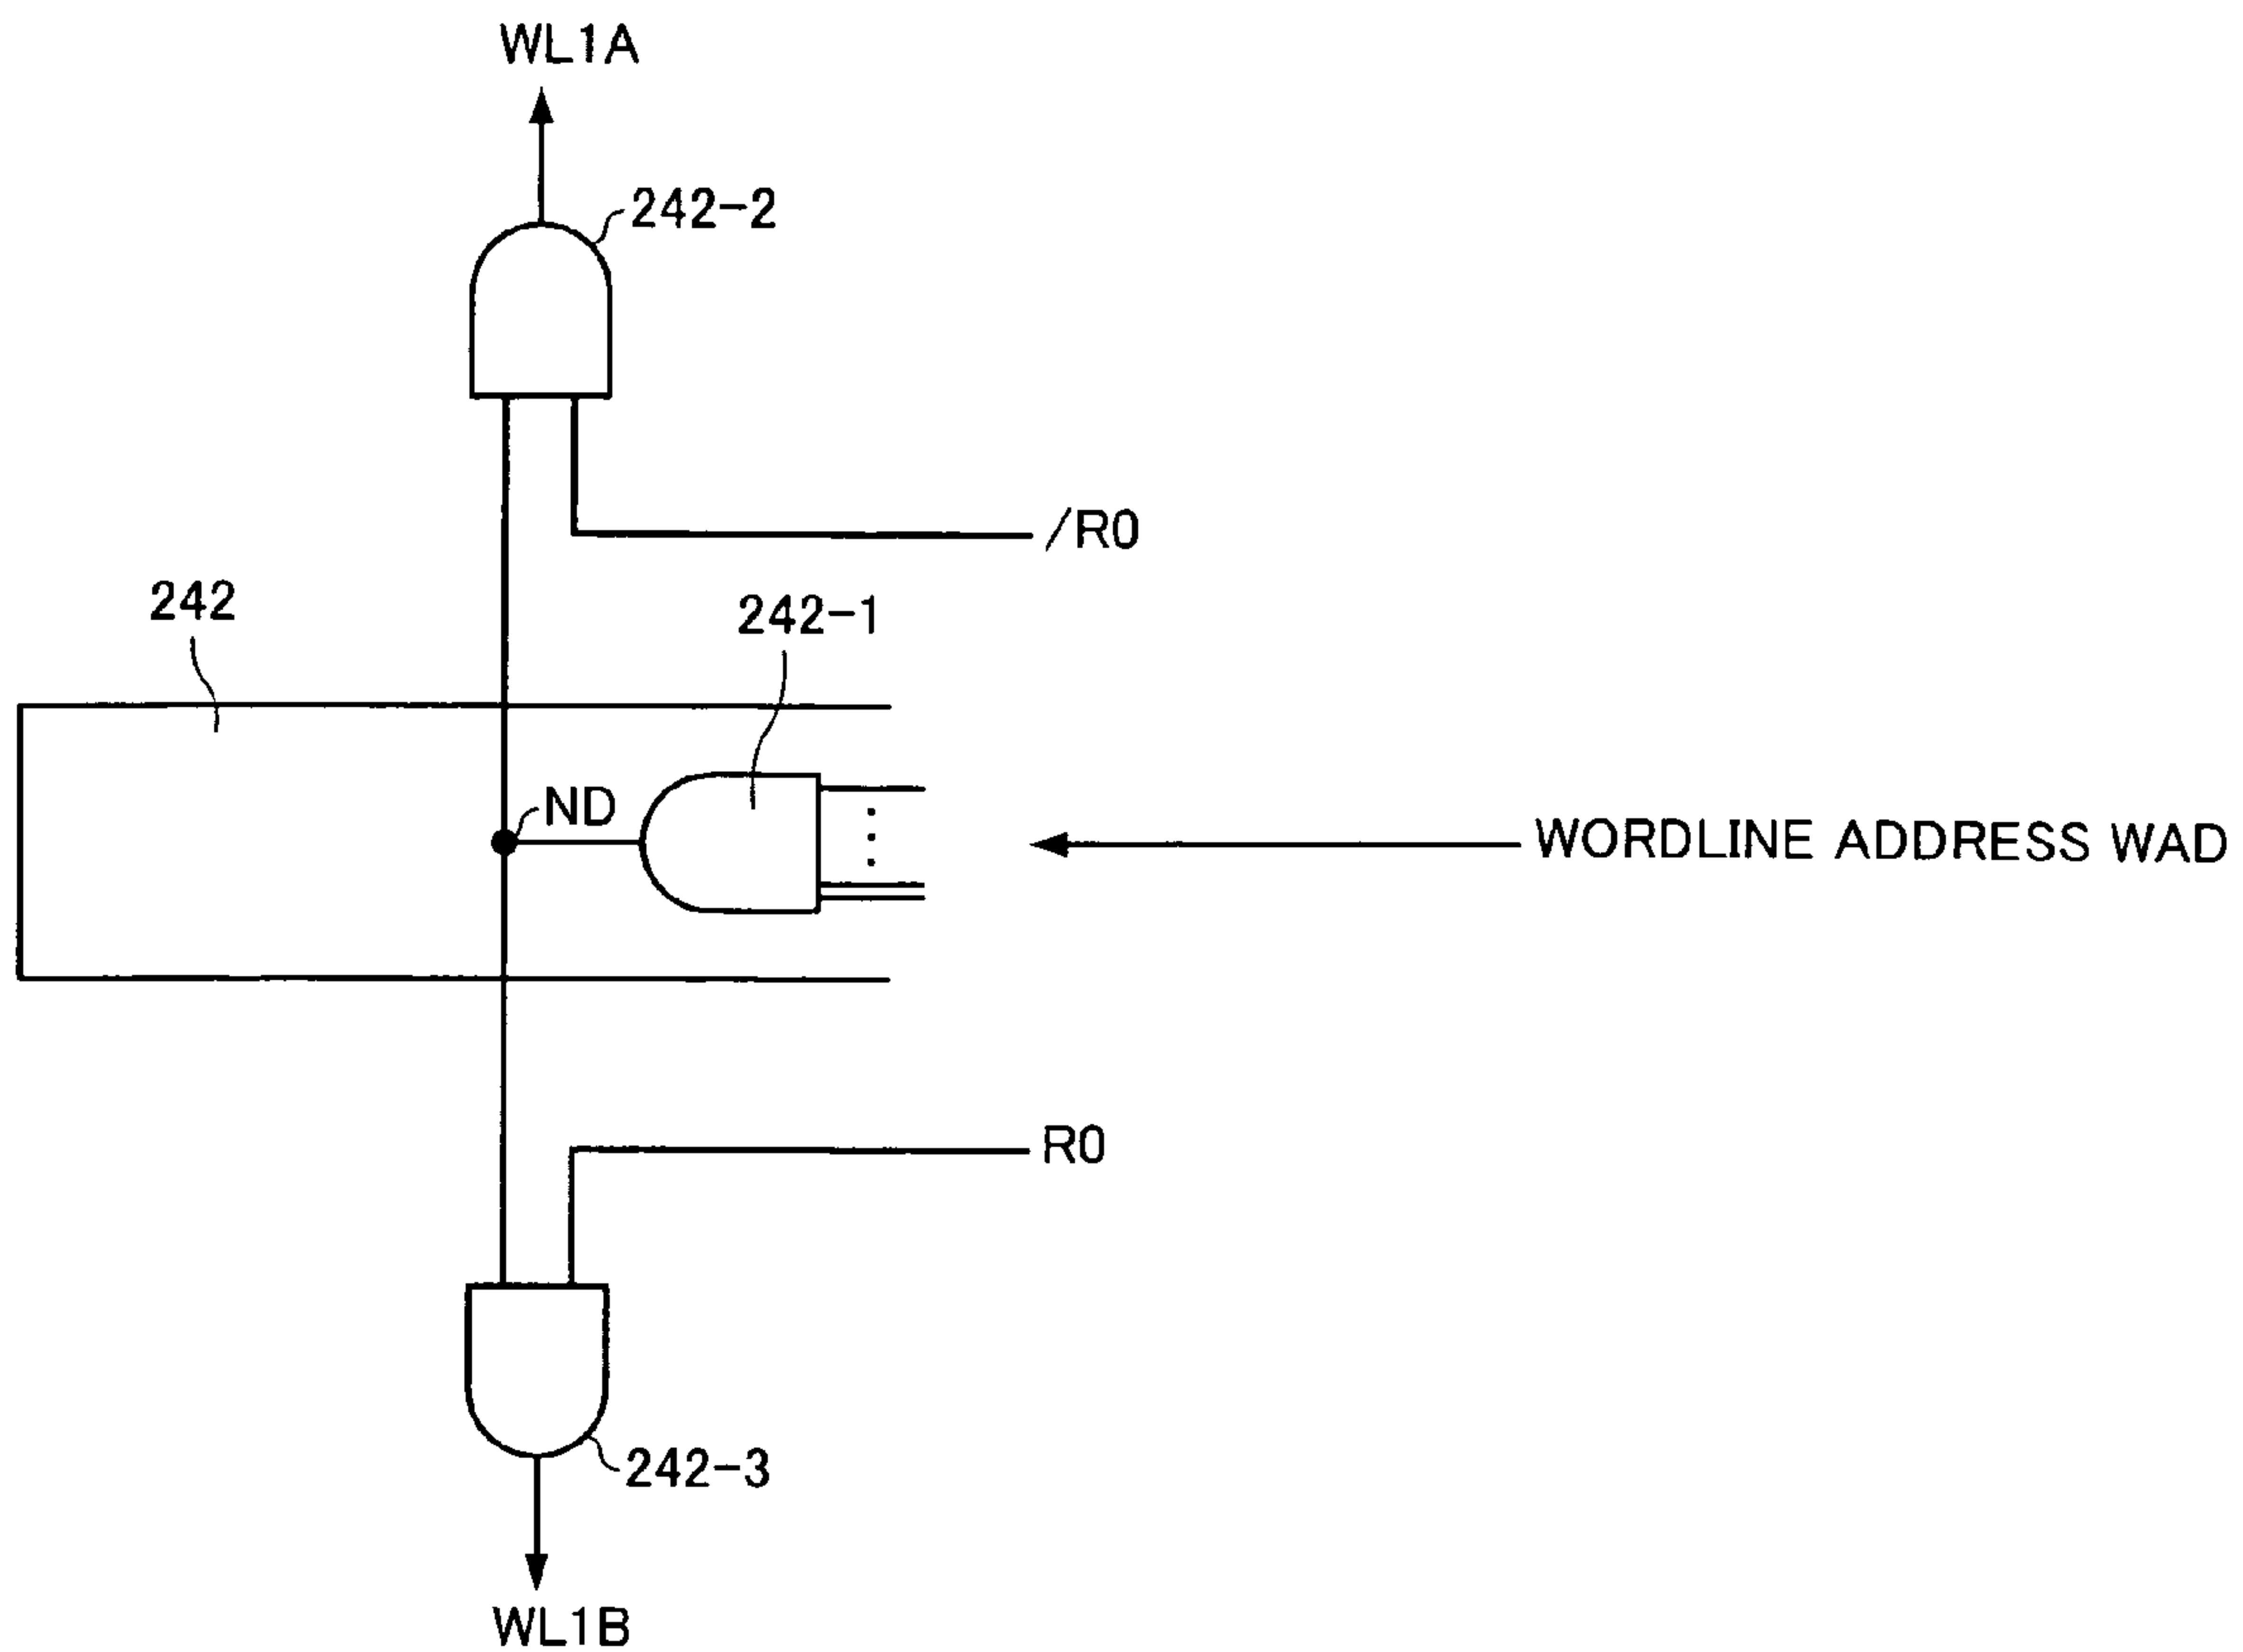 WL1A
242-2
/R0
242
242-1
ND
WORDLINE ADDRESS WAD
R0
242-3
WL1B